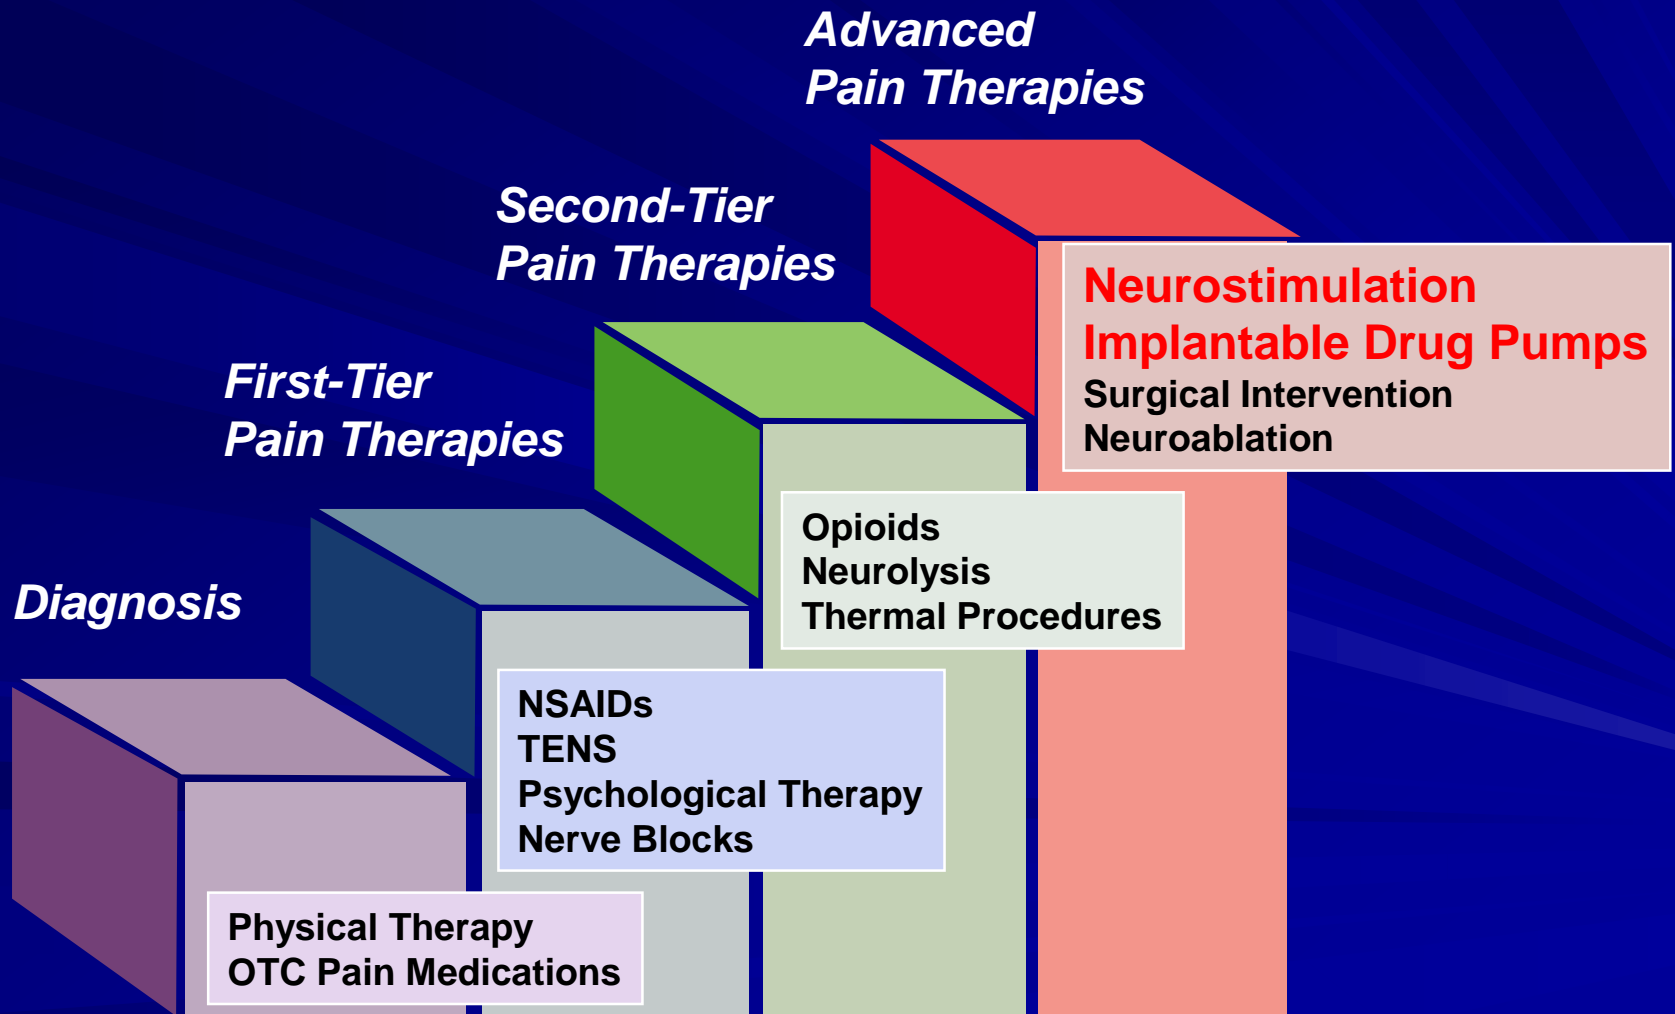 Advanced
Pain Therapies
Second-Tier
Pain Therapies
First-Tier
Pain Therapies
Diagnosis
Neurostimulation
Implantable Drug Pumps
Surgical Intervention
Neuroablation
Opioids
Neurolysis
Thermal Procedures
NSAIDs
TENS
Psychological Therapy
Nerve Blocks
Physical Therapy
OTC Pain Medications